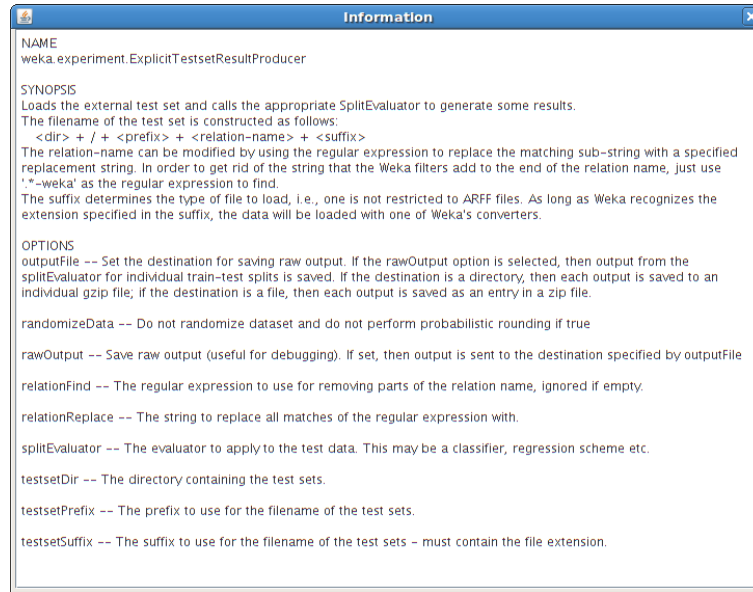 Information
NAME
weka.experiment.ExplicitTestsetResultProducer
SYNOPSIS
Loads the external test set and calls the appropriate SplitEvaluator to generate some results.
The filename of the test set is constructed as follows:
<dir> + / + <prefix> + <relation-name> + <suffix>
The relation-name can be modified by using the regular expression to replace the matching sub-string with a specified
replacement string. In order to get rid of the string that the Weka filters add to the end of the relation name, just use
'.*-weka' as the regular expression to find.
The suffix determines the type of file to load, i.e., one is not restricted to ARFF files. As long as Weka recognizes the
extension specified in the suffix, the data will be loaded with one of Weka's converters.
OPTIONS
outputFile -- Set the destination for saving raw output. If the rawOutput option is selected, then output from the
splitEvaluator for individual train-test splits is saved. If the destination is a directory, then each output is saved to an
individual gzip file; if the destination is a file, then each output is saved as an entry in a zip file.
randomizeData -- Do not randomize dataset and do not perform probabilistic rounding if true
rawOutput -- Save raw output (useful for debugging). If set, then output is sent to the destination specified by outputFile
relationFind -- The regular expression to use for removing parts of the relation name, ignored if empty.
relationReplace -- The string to replace all matches of the regular expression with.
splitEvaluator -- The evaluator to apply to the test data. This may be a classifier, regression scheme etc.
testsetDir -- The directory containing the test sets.
testsetPrefix -- The prefix to use for the filename of the test sets.
testsetSuffix -- The suffix to use for the filename of the test sets - must contain the file extension.